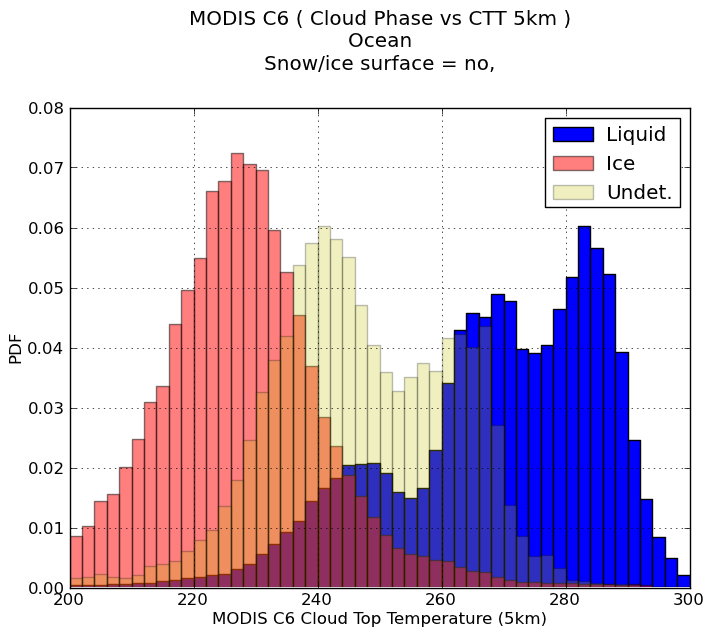 MODIS C6 ( Cloud Phase vs CTT 5km )
Ocean
Snow/ice surface = no,
0.08
0.07
0.06
0.05
0.04
0.03
0.02
0.01
0.00
PDF
Liquid
Ice
Undet.
200
220
240
260
280
300
MODIS C6 Cloud Top Temperature (5km)